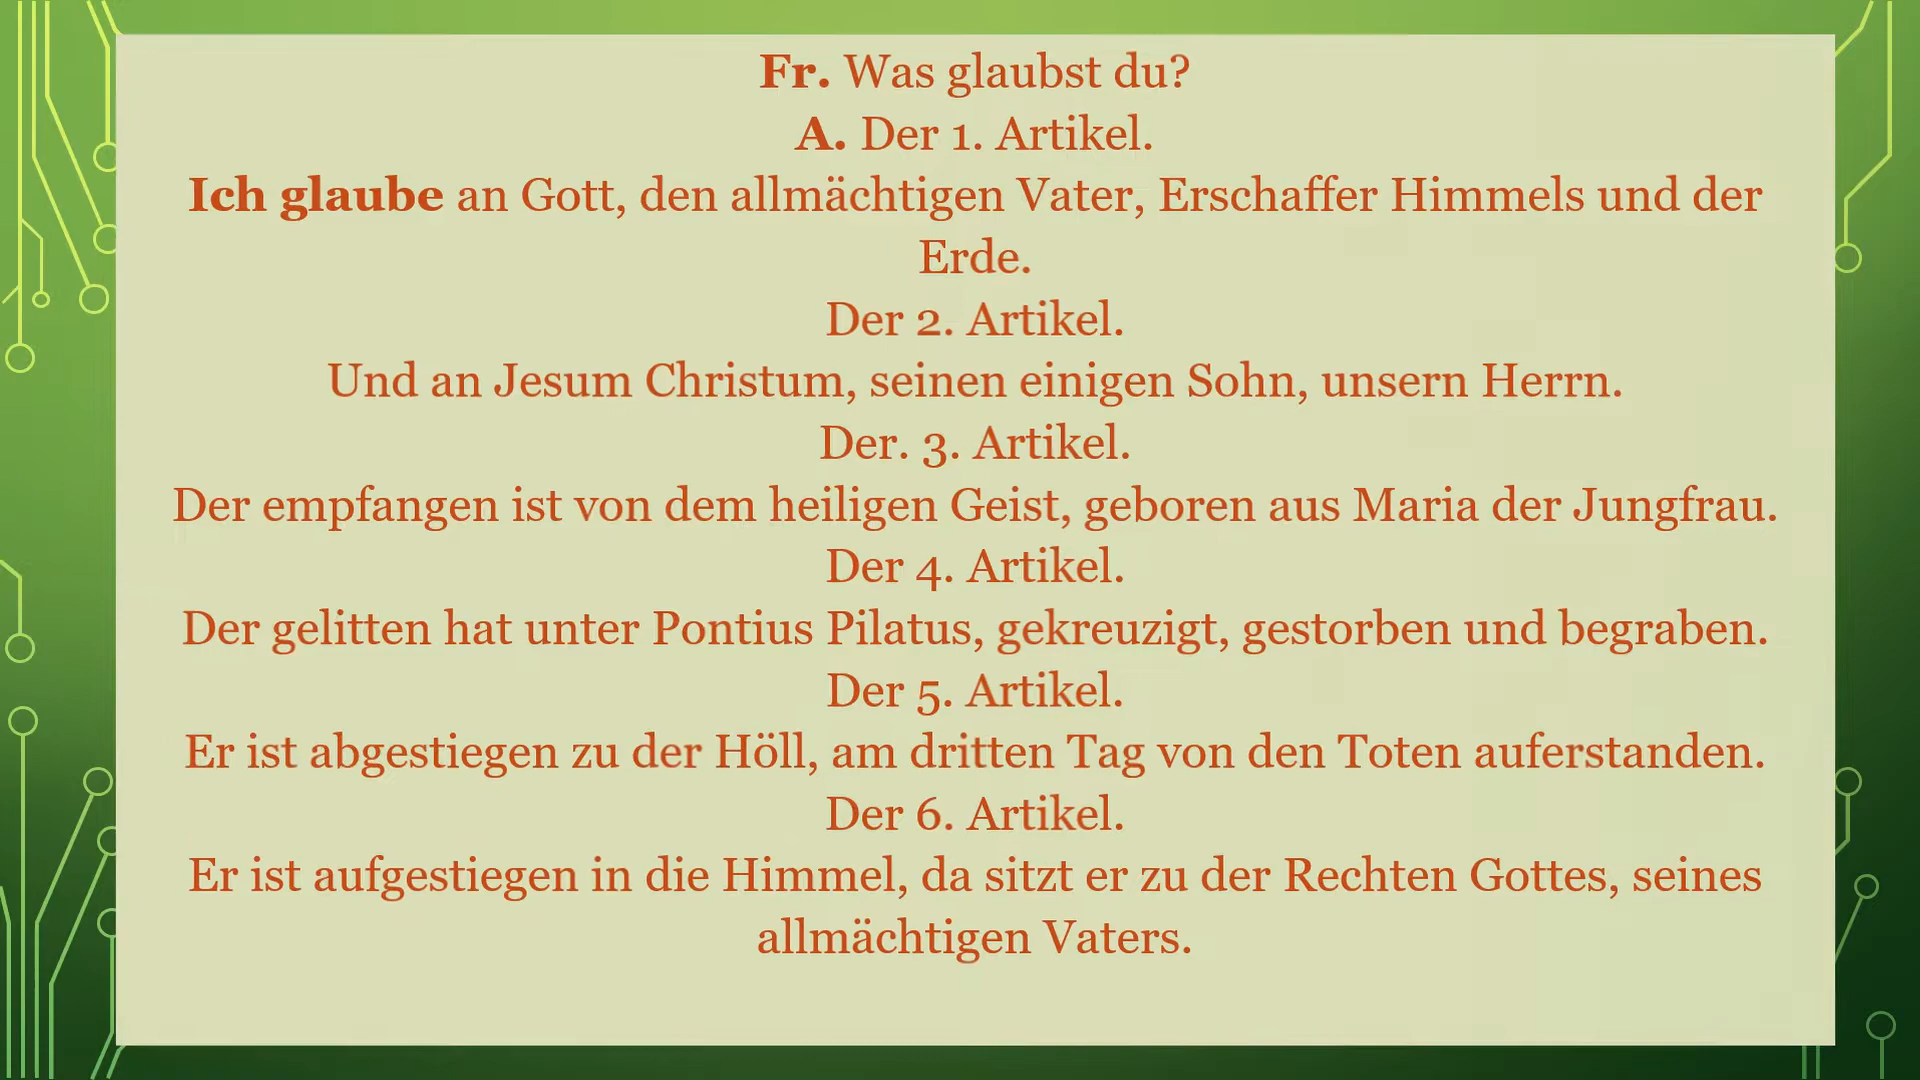 Fr. Was glaubst du?
A. Der 1. Artikel.
Ich glaube an Gott, den allmächtigen Vater, Erschaffer Himmels und der
Erde.
Der 2. Artikel.
Und an Jesum Christum, seinen einigen Sohn, unsern Herrn.
Der. 3. Artikel.
Der empfangen ist von dem heiligen Geist, geboren aus Maria der Jungfrau.
Der 4. Artikel.
Der gelitten hat unter Pontius Pilatus, gekreuzigt, gestorben und begraben.
Der 5. Artikel.
Er ist abgestiegen zu der Höll, am dritten Tag von den Toten auferstanden.
Der 6. Artikel.
Er ist aufgestiegen in die Himmel, da sitzt er zu der Rechten Gottes, seines
allmächtigen Vaters.